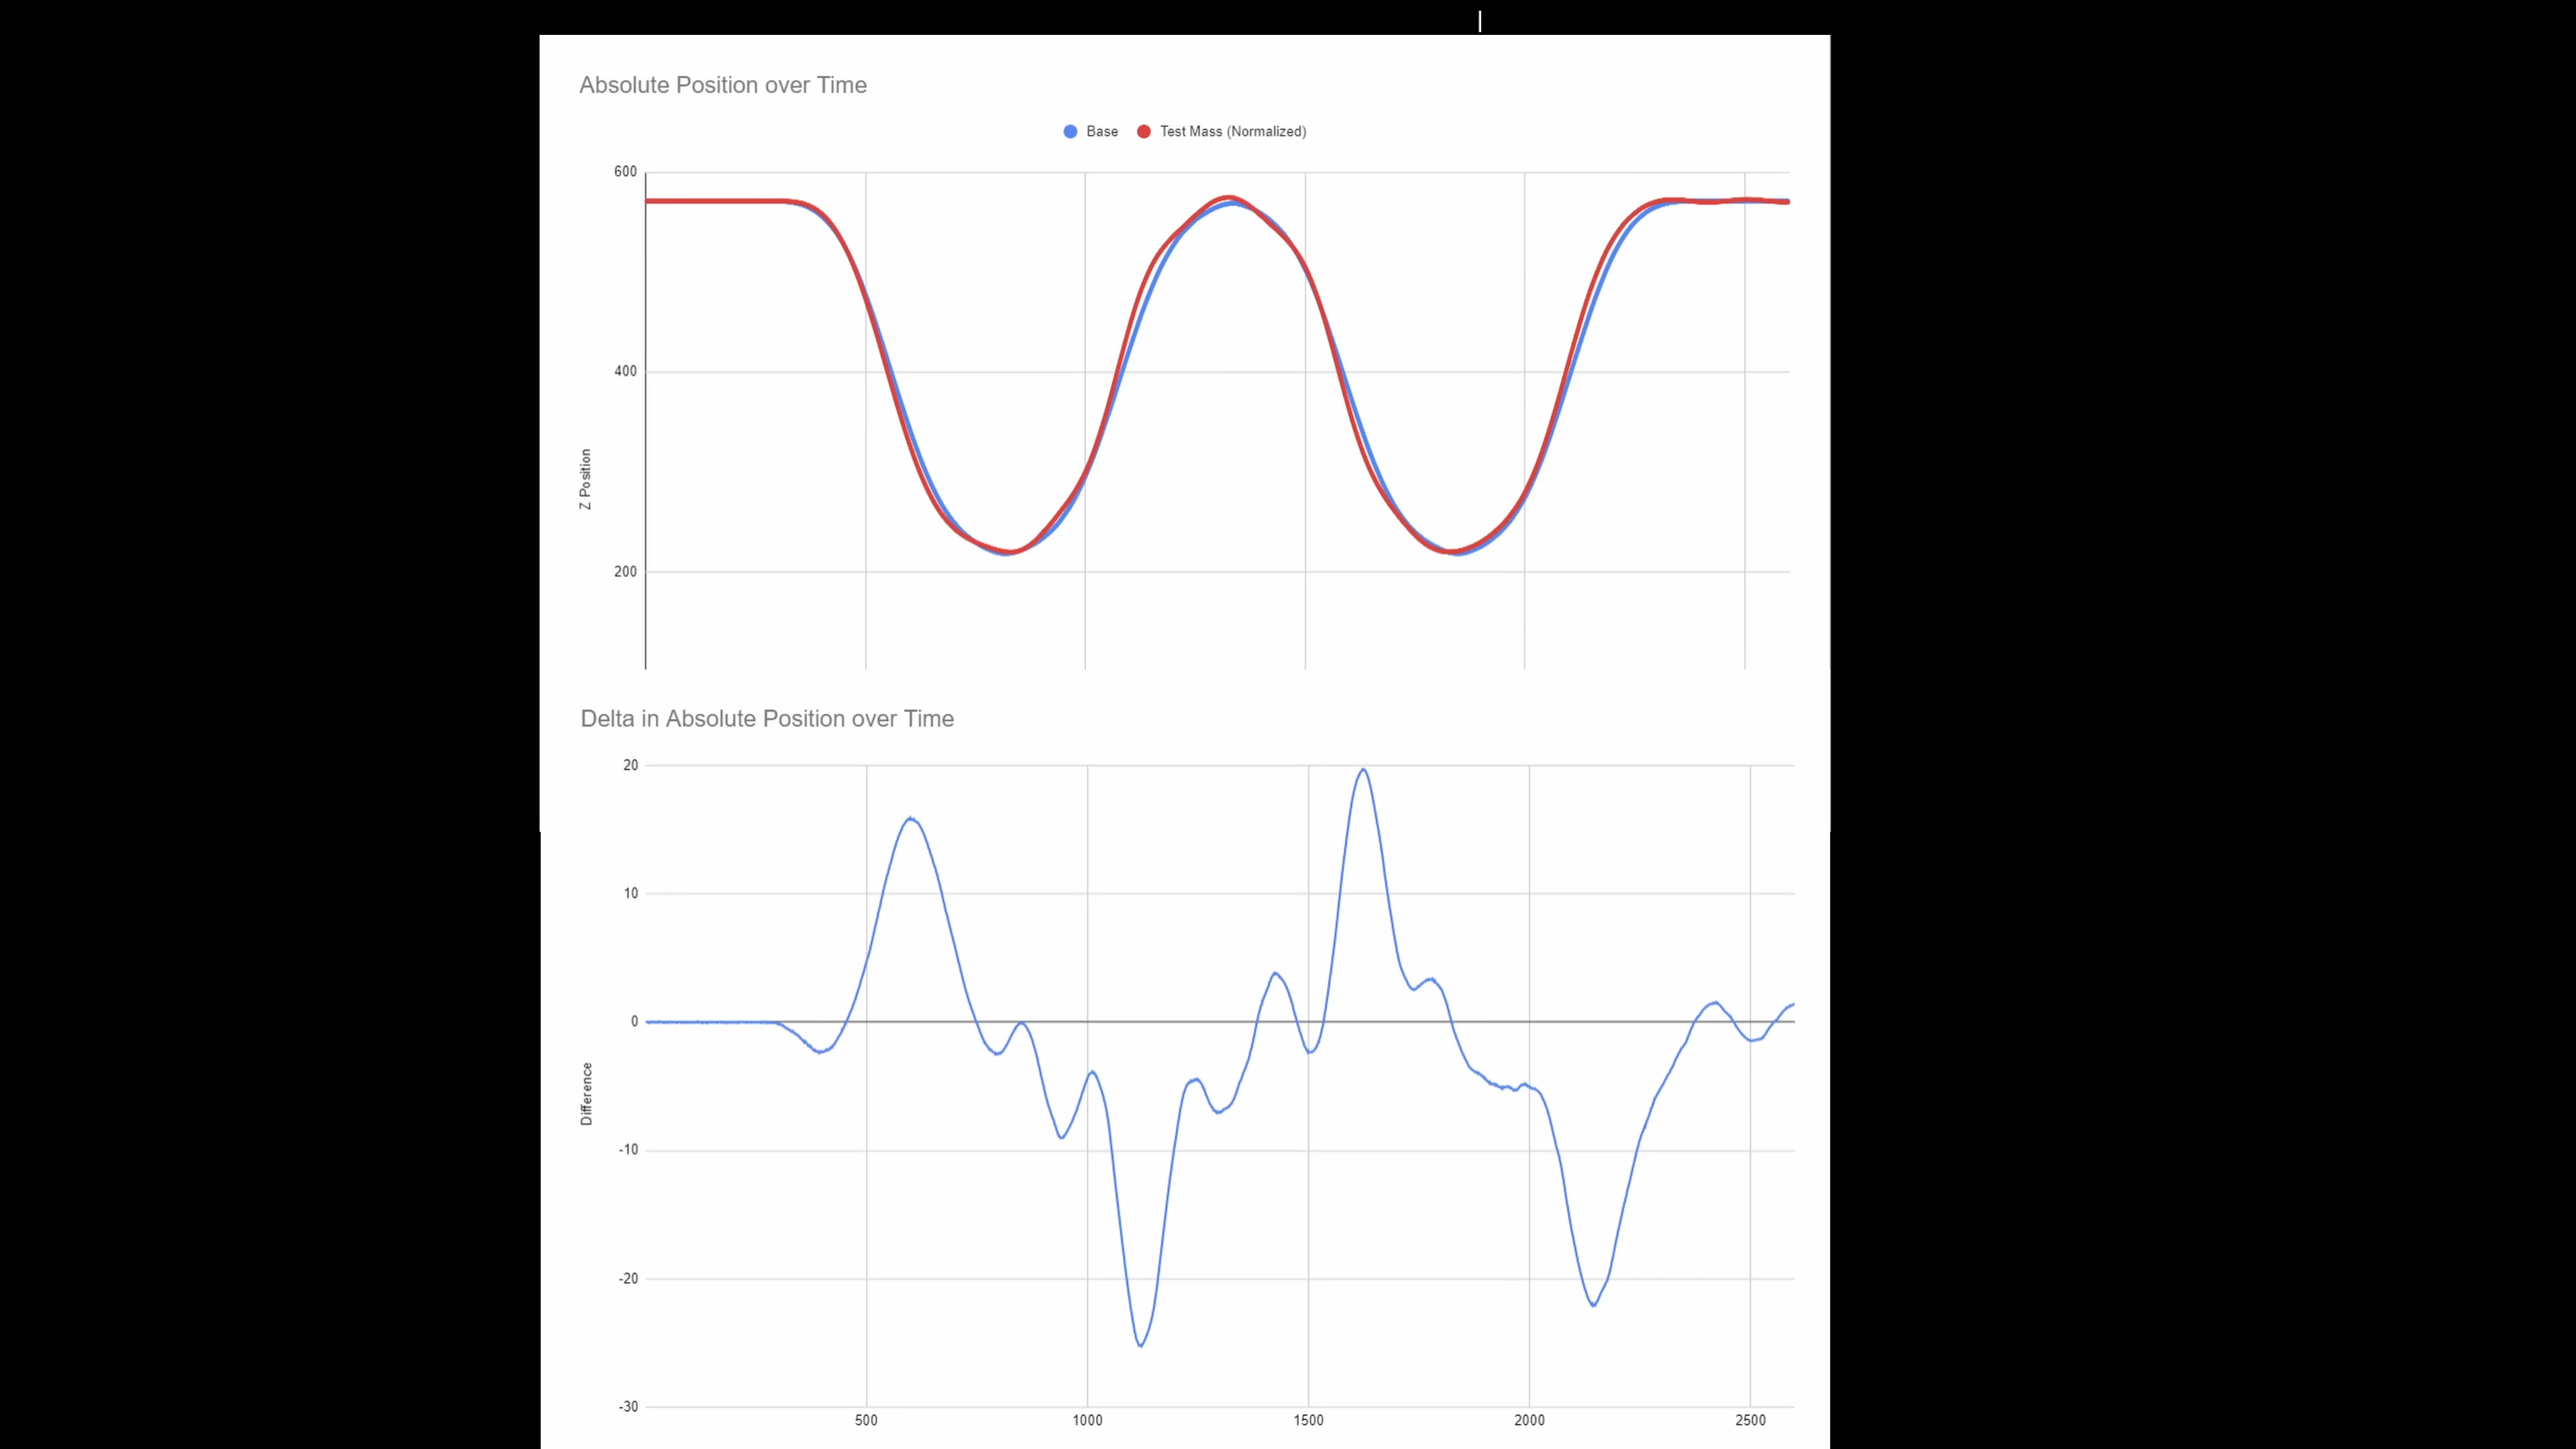 Absolute Position over Time
Base Test Mass (Normalized)
600
400
200
Z Position
Delta in Absolute Position over Time
20
10
0
-10
-20
-30
Difference
500 1000 1500 2000 2500